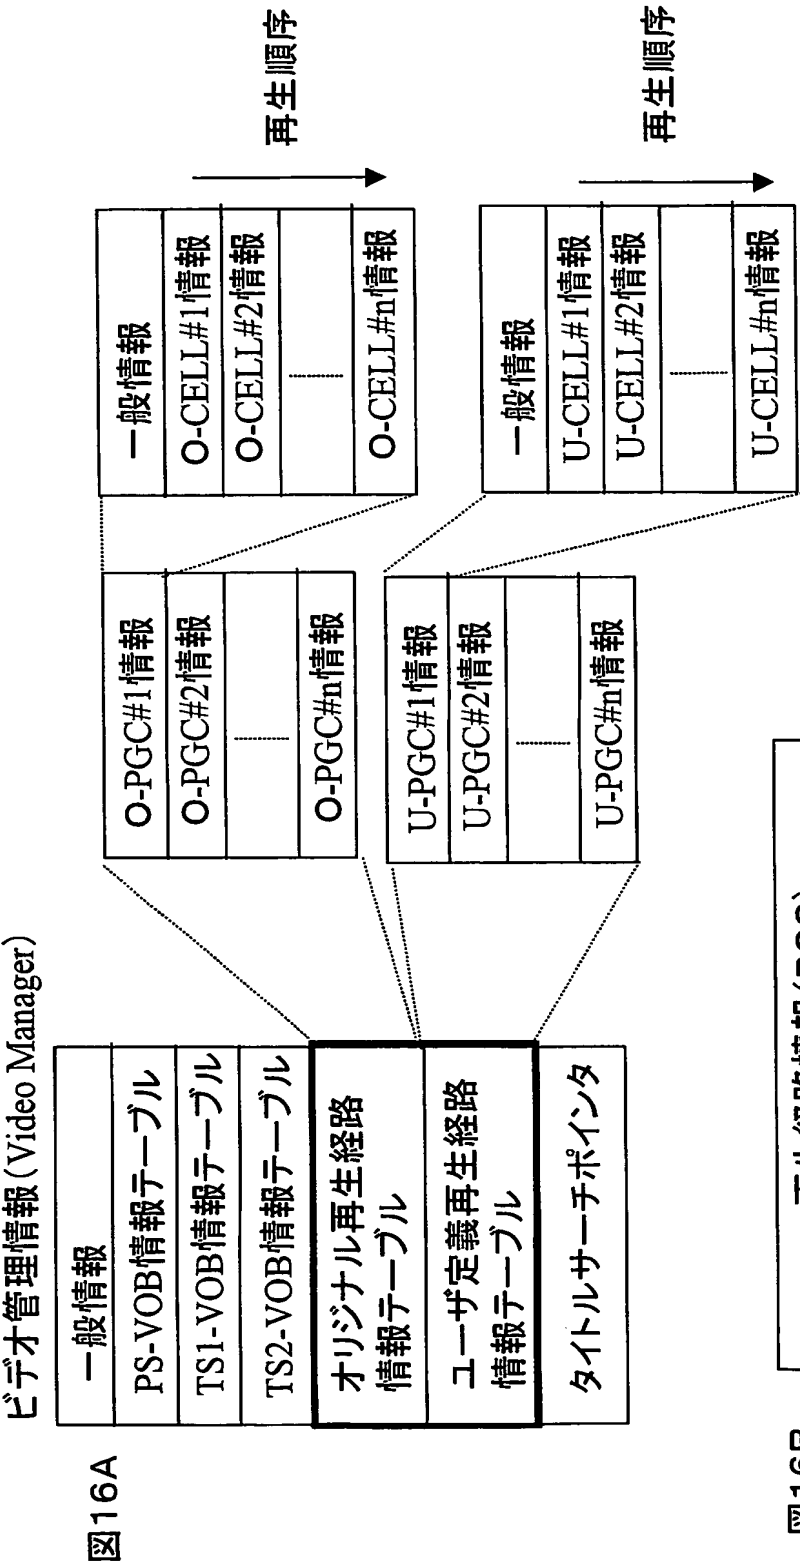 図16A
ビデオ管理情報(Video Manager)
一般情報
PS-VOB情報テーブル
TS1-VOB情報テーブル
TS2-VOB情報テーブル
オリジナル再生経路
情報テーブル
ユーザ定義再生経路
情報テーブル
タイトルサーチポインタ
O-PGC#1情報
O-PGC#2情報
O-PGC#n情報
U-PGC#1情報
U-PGC#2情報
U-PGC#n情報
一般情報
O-CELL#1情報
O-CELL#2情報
O-CELL#n情報
再生順序
一般情報
U-CELL#1情報
U-CELL#2情報
U-CELL#n情報
再生順序
図16B